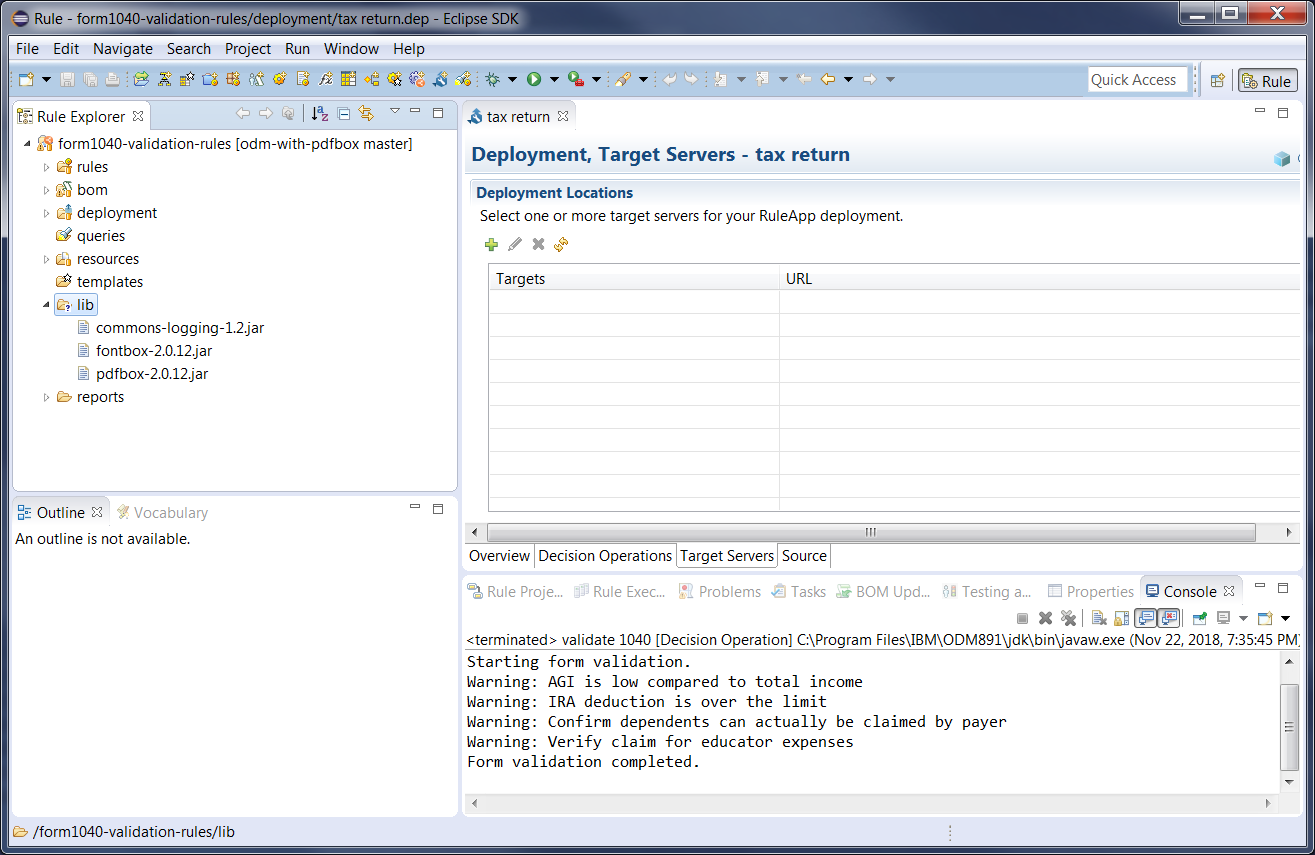 Rule - form1040-validation-rules/deployment/tax return.dep - Eclipse SDK
File Edit Navigate Search Project Run Window Help
Quick Access
Rule
Rule Explorer
form1040-validation-rules [odm-with-pdfbox master]
rules
bom
deployment
queries
resources
templates
lib
commons-logging-1.2.jar
fontbox-2.0.12.jar
pdfbox-2.0.12.jar
reports
Outline Vocabulary
An outline is not available.
tax return
Deployment, Target Servers - tax return
Deployment Locations
Select one or more target servers for your RuleApp deployment.
Targets URL
Overview Decision Operations Target Servers Source
Rule Proje... Rule Exec... Problems Tasks BOM Upd... Testing a... Properties Console
<terminated> validate 1040 [Decision Operation] C:\Program Files\IBM\ODM891\jdk\bin\javaw.exe (Nov 22, 2018, 7:35:45 PM)
Starting form validation.
Warning: AGI is low compared to total income
Warning: IRA deduction is over the limit
Warning: Confirm dependents can actually be claimed by payer
Warning: Verify claim for educator expenses
Form validation completed.
/form1040-validation-rules/lib